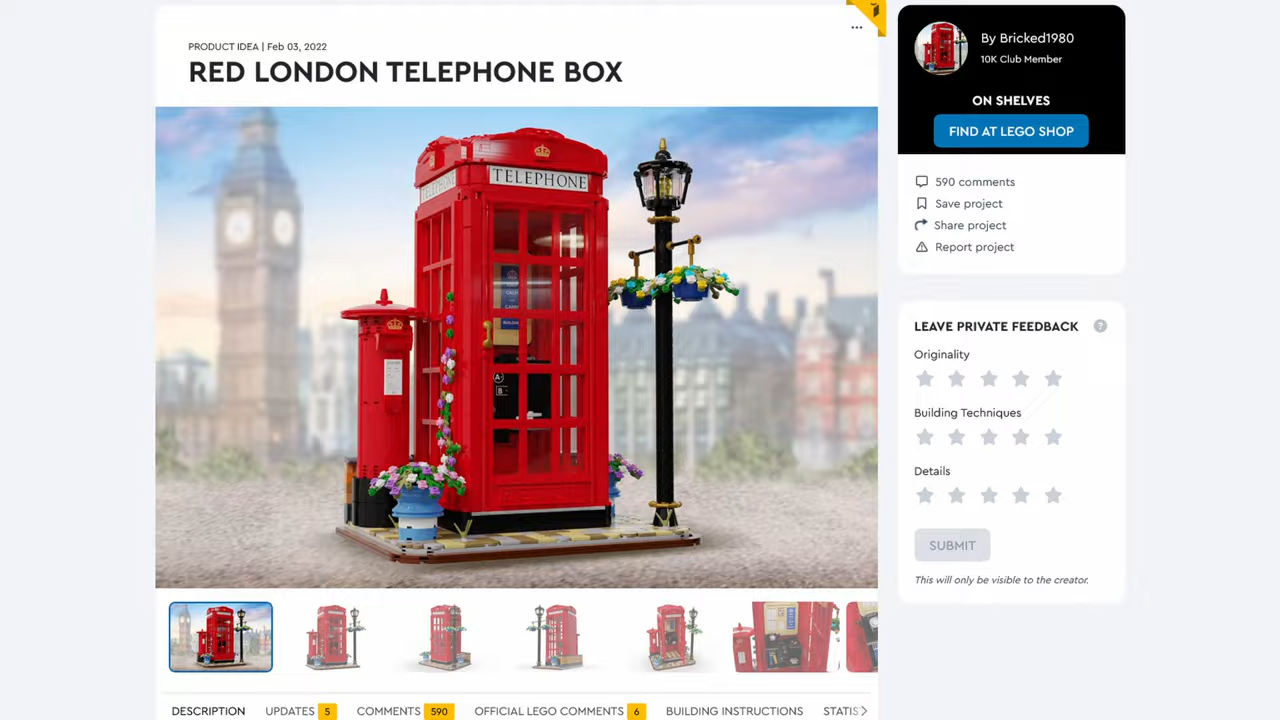 PRODUCT IDEA | Feb 03, 2022
RED LONDON TELEPHONE BOX
TELEPHONE
TELEPHONE
A
B
By Bricked1980
10K Club Member
ON SHELVES
FIND AT LEGO SHOP
590 comments
Save project
Share project
Report project
LEAVE PRIVATE FEEDBACK ?
Originality
Building Techniques
Details
SUBMIT
This will only be visible to the creator.
DESCRIPTION UPDATES 5 COMMENTS 590 OFFICIAL LEGO COMMENTS 6 BUILDING INSTRUCTIONS STATIS